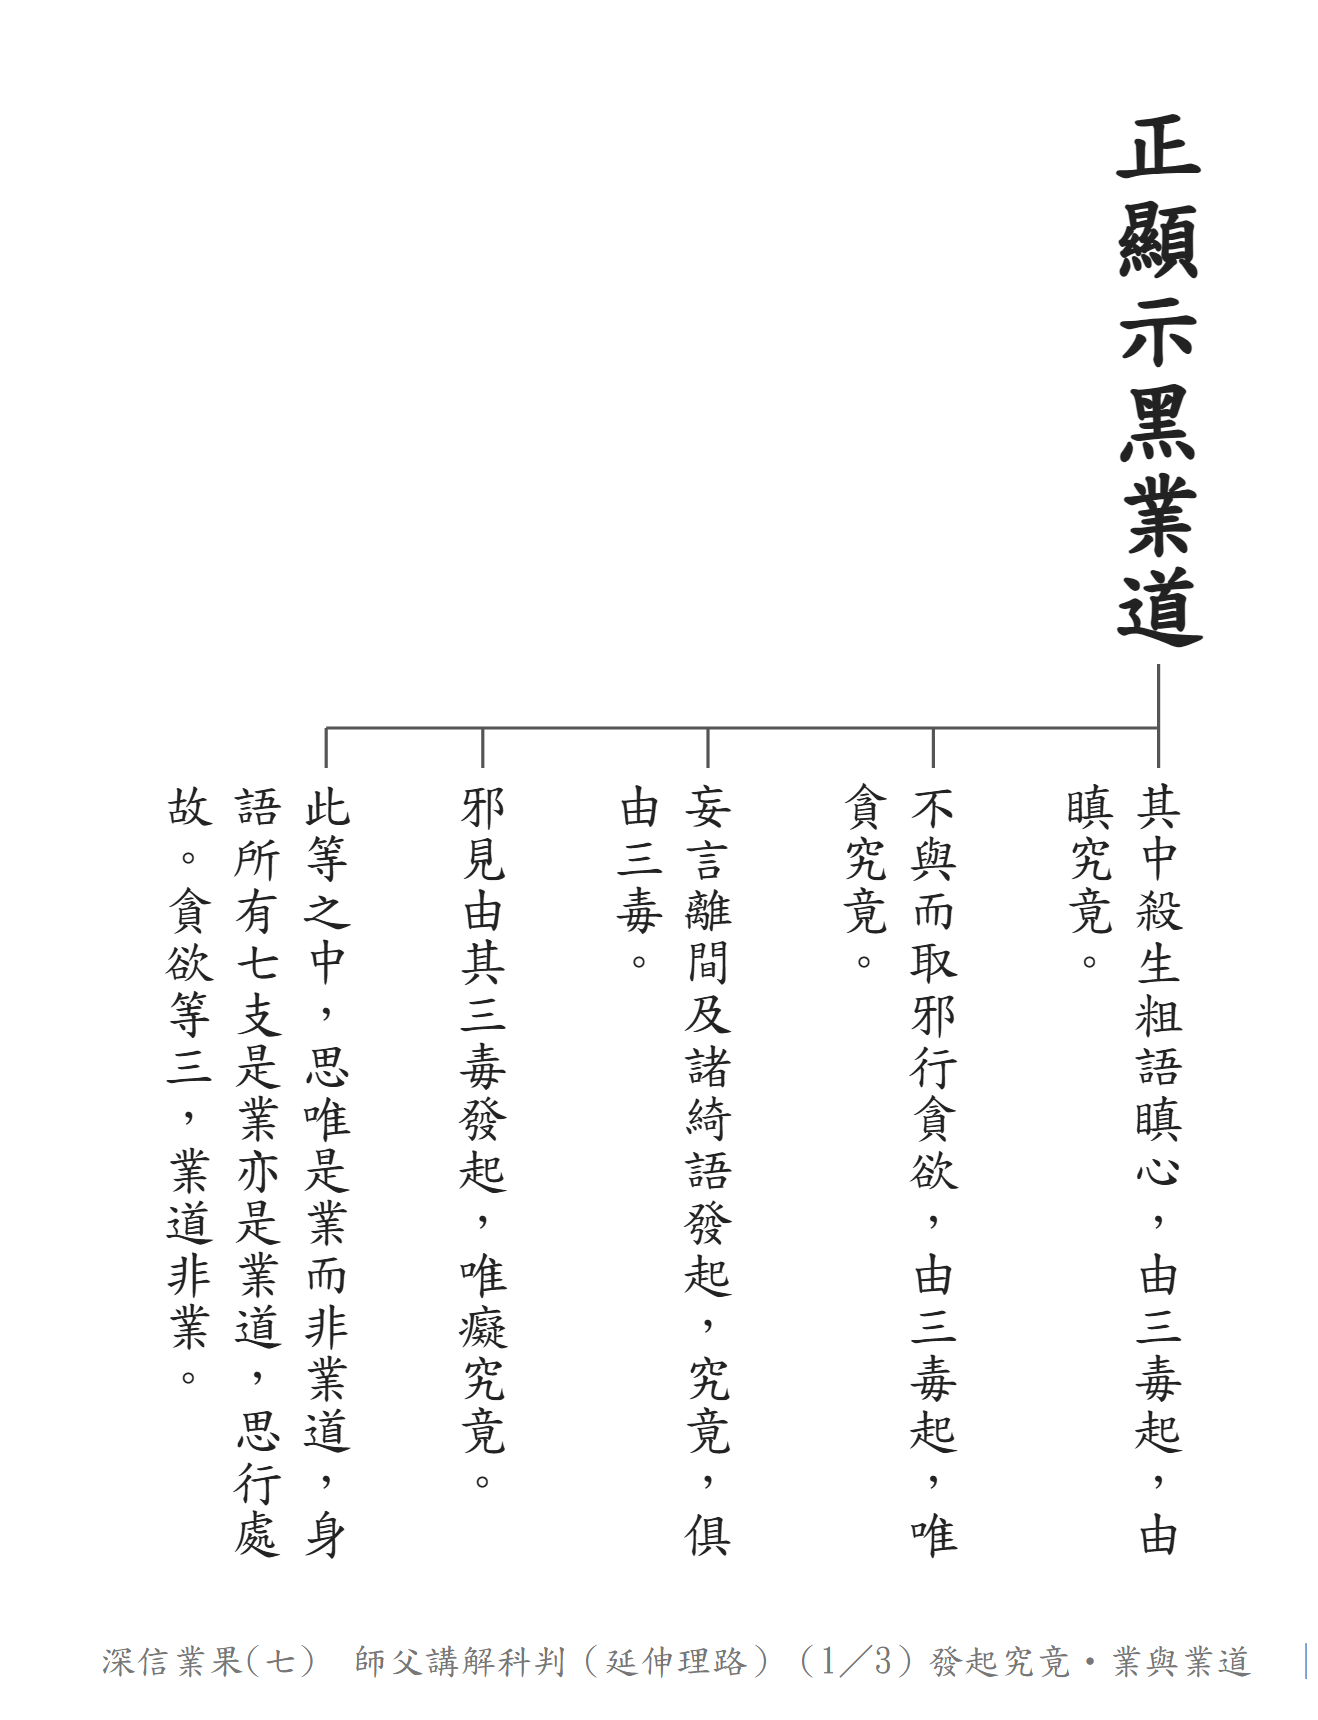 正顯示黑業道
其中殺生粗語瞋心，由三毒起，由
瞋究竟。
不與而取邪行貪欲，由三毒起，唯
貪究竟。
妄言離間及諸綺語發起，究竟，俱
由三毒。
邪見由其三毒發起，唯癡究竟。
此等之中，思唯是業而非業道，身
語所有七支是業亦是業道，思行處
故。貪欲等三，業道非業。
深信業果(七)　師父講解科判（延伸理路）（1／3）發起究竟・業與業道